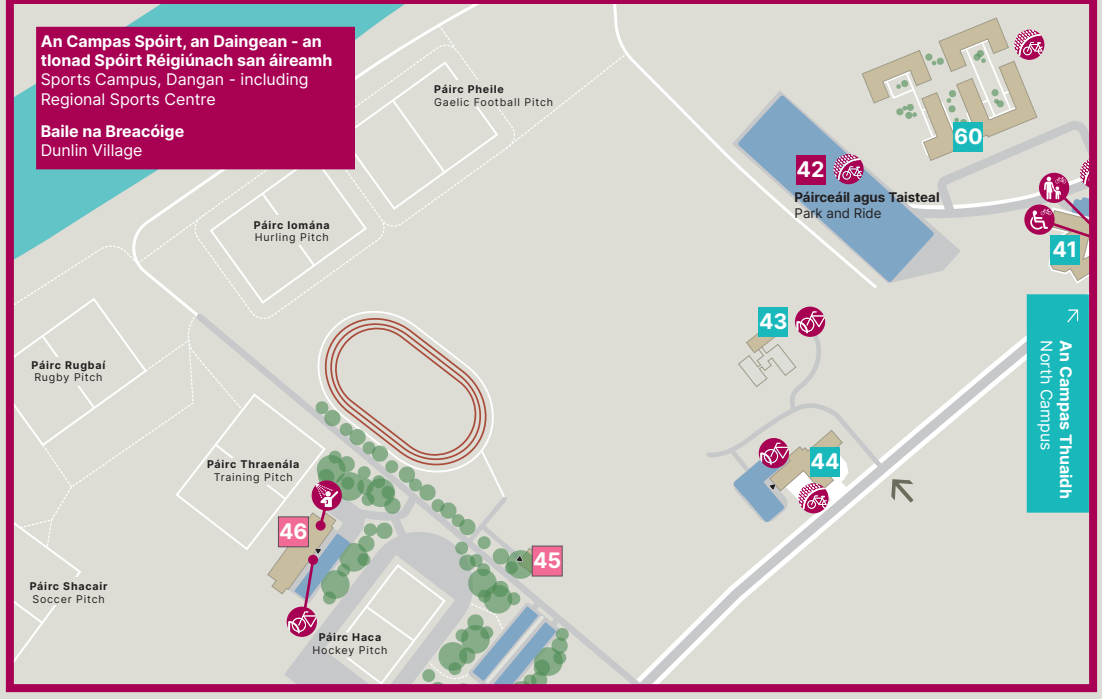 An Campas Spóirt, an Daingean - an
tIonad Spóirt Réigiúnach san áireamh
Sports Campus, Dangan - including
Regional Sports Centre
Baile na Breacóige
Dunlin Village
Páirc Pheile
Gaelic Football Pitch
60
42
Páirceáil agus Taisteal
Park and Ride
41
Páirc Iomána
Hurling Pitch
43
An Campas Thuaidh
North Campus
Páirc Rugbaí
Rugby Pitch
44
Páirc Thraenála
Training Pitch
46
45
Páirc Shacair
Soccer Pitch
Páirc Haca
Hockey Pitch